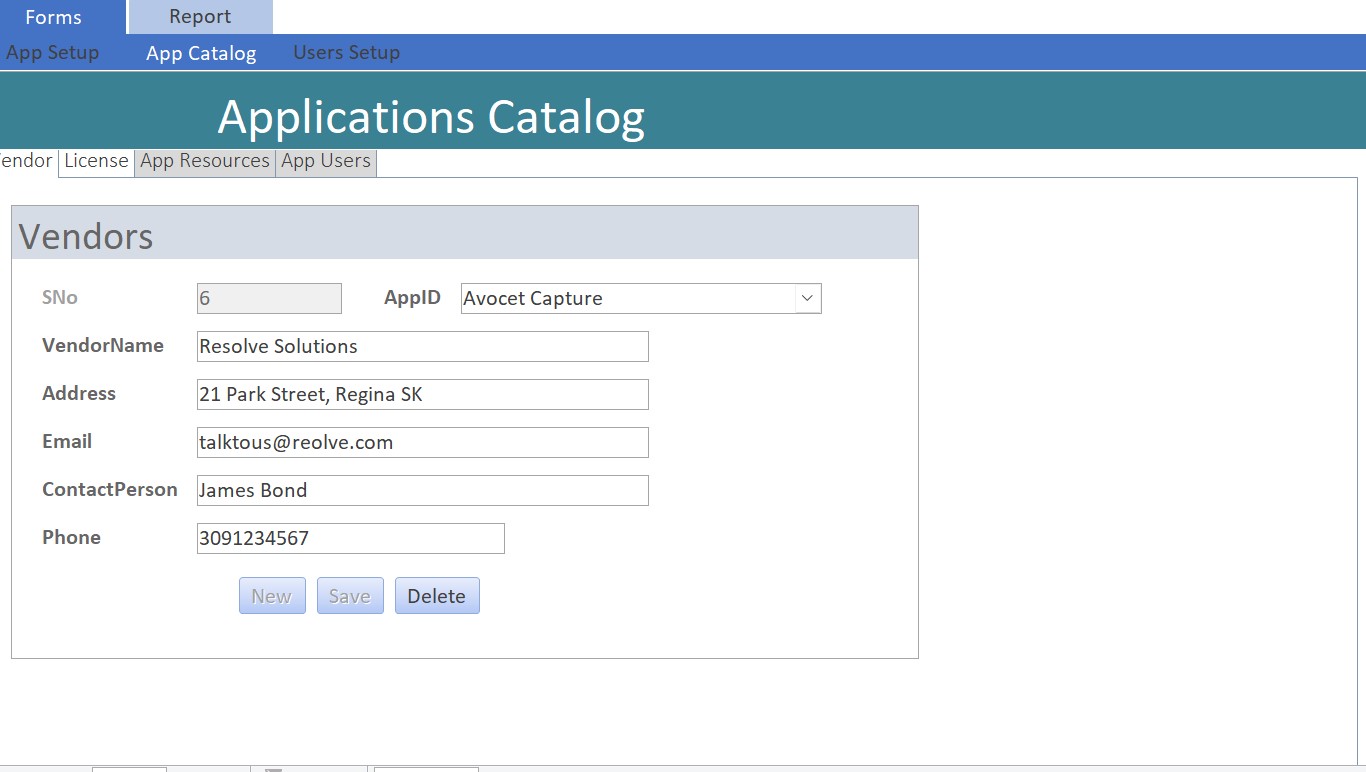 Forms Report
App Setup App Catalog Users Setup
Applications Catalog
endor License App Resources App Users
Vendors
SNo 6 AppID Avocet Capture
VendorName Resolve Solutions
Address 21 Park Street, Regina SK
Email talktous@reolve.com
ContactPerson James Bond
Phone 3091234567
New Save Delete